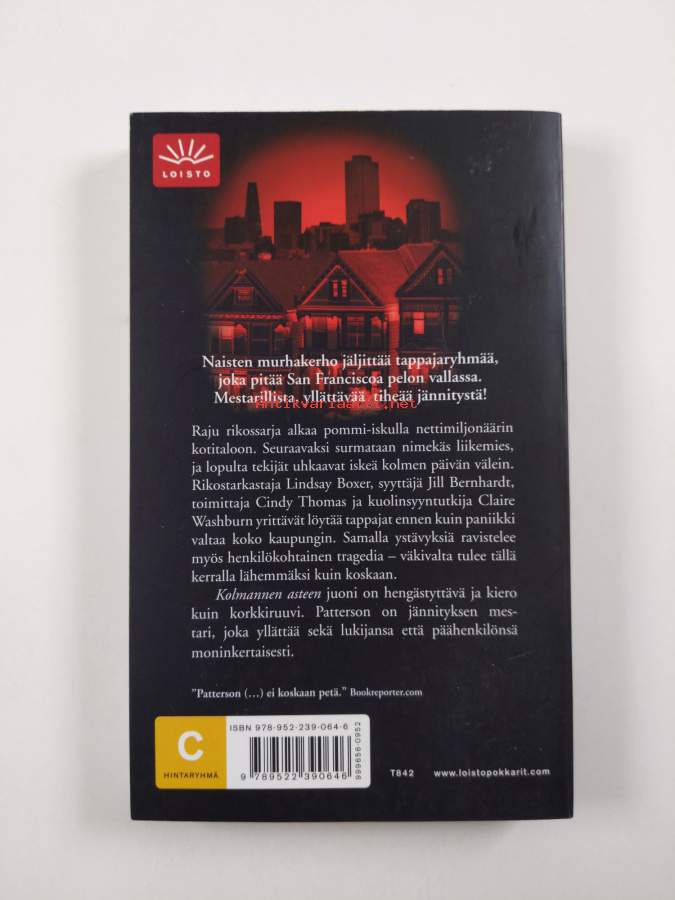 LOISTO
Naisten murhakerho jäljittää tappajaryhmää,
joka pitää San Franciscoa pelon vallassa.
Mestarillista, yllättävää, tiheää jännitystä!
Antikvariaatti.net
Raju rikossarja alkaa pommi-iskulla nettimiljonäärin
kotitaloon. Seuraavaksi surmataan nimekäs liikemies,
ja lopulta tekijät uhkaavat iskeä kolmen päivän välein.
Rikostarkastaja Lindsay Boxer, syyttäjä Jill Bernhardt,
toimittaja Cindy Thomas ja kuolinsyyntutkija Claire
Washburn yrittävät löytää tappajat ennen kuin paniikki
valtaa koko kaupungin. Samalla ystävyksiä ravistelee
myös henkilökohtainen tragedia – väkivalta tulee tällä
kerralla lähemmäksi kuin koskaan.
Kolmannen asteen juoni on hengästyttävä ja kiero
kuin korkkiruuvi. Patterson on jännityksen mes-
tari, joka yllättää sekä lukijansa että päähenkilönsä
moninkertaisesti.
”Patterson (…) ei koskaan petä.” Bookreporter.com
C
HINTARYHMÄ
ISBN 978-952-239-064-6
9 789522 390646
999656-0952
T842 www.loistopokkarit.com